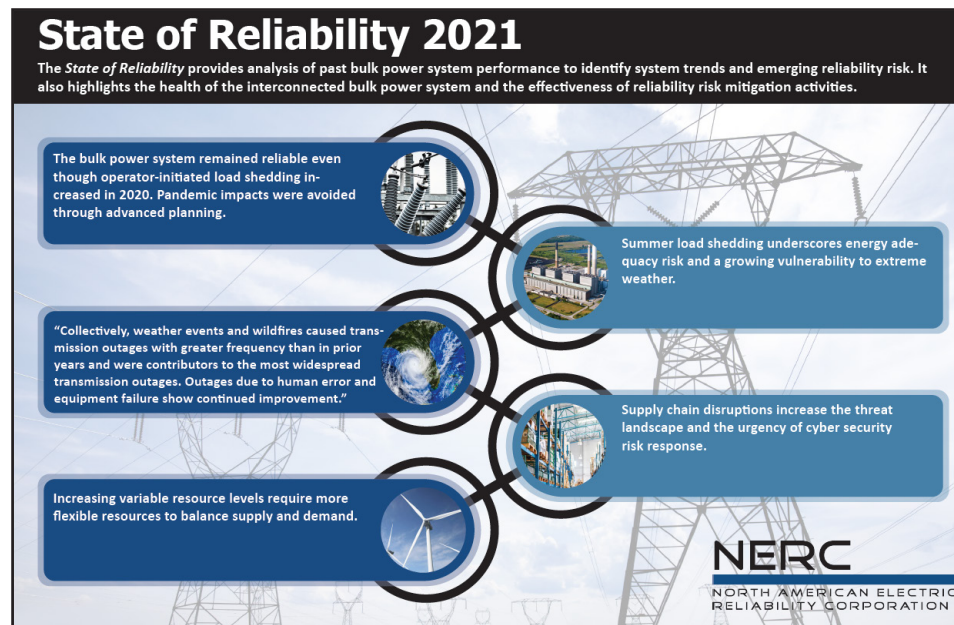 State of Reliability 2021
The State of Reliability provides analysis of past bulk power system performance to identify system trends and emerging reliability risk. It
also highlights the health of the interconnected bulk power system and the effectiveness of reliability risk mitigation activities.
The bulk power system remained reliable even
though operator-initiated load shedding in-
creased in 2020. Pandemic impacts were avoided
through advanced planning.
Summer load shedding underscores energy ade-
quacy risk and a growing vulnerability to extreme
weather.
“Collectively, weather events and wildfires caused trans-
mission outages with greater frequency than in prior
years and were contributors to the most widespread
transmission outages. Outages due to human error and
equipment failure show continued improvement.”
Supply chain disruptions increase the threat
landscape and the urgency of cyber security
risk response.
Increasing variable resource levels require more
flexible resources to balance supply and demand.
NERC
NORTH AMERICAN ELECTRIC
RELIABILITY CORPORATION